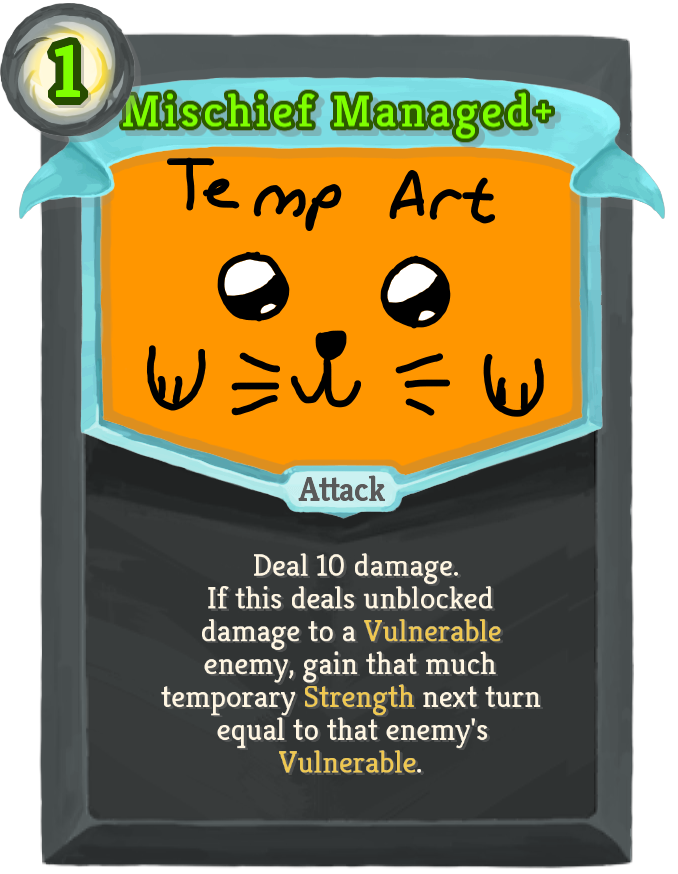 1
Mischief Managed+
Temp Art
Attack
Deal 10 damage.
If this deals unblocked
damage to a Vulnerable
enemy, gain that much
temporary Strength next turn
equal to that enemy's
Vulnerable.